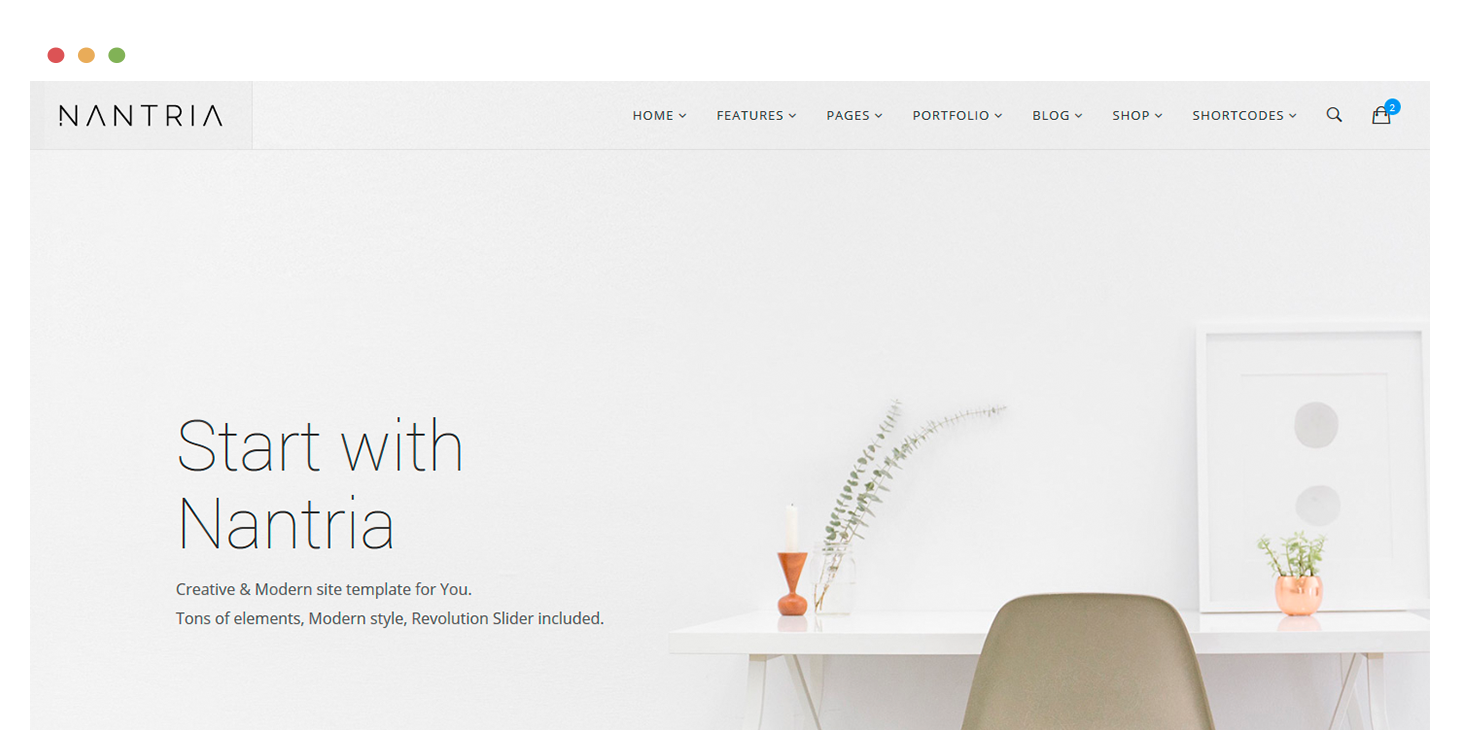 NANTRIA
HOME FEATURES PAGES PORTFOLIO BLOG SHOP SHORTCODES 2
Start with
Nantria
Creative & Modern site template for You.
Tons of elements, Modern style, Revolution Slider included.